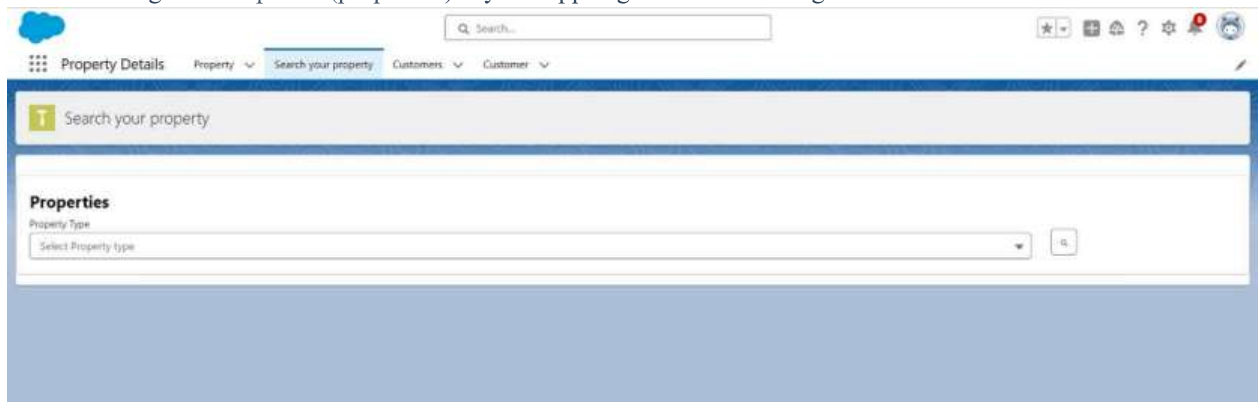 Search...
Property Details Property Search your property Customers Customer
Search your property
Properties
Property Type
Select Property type